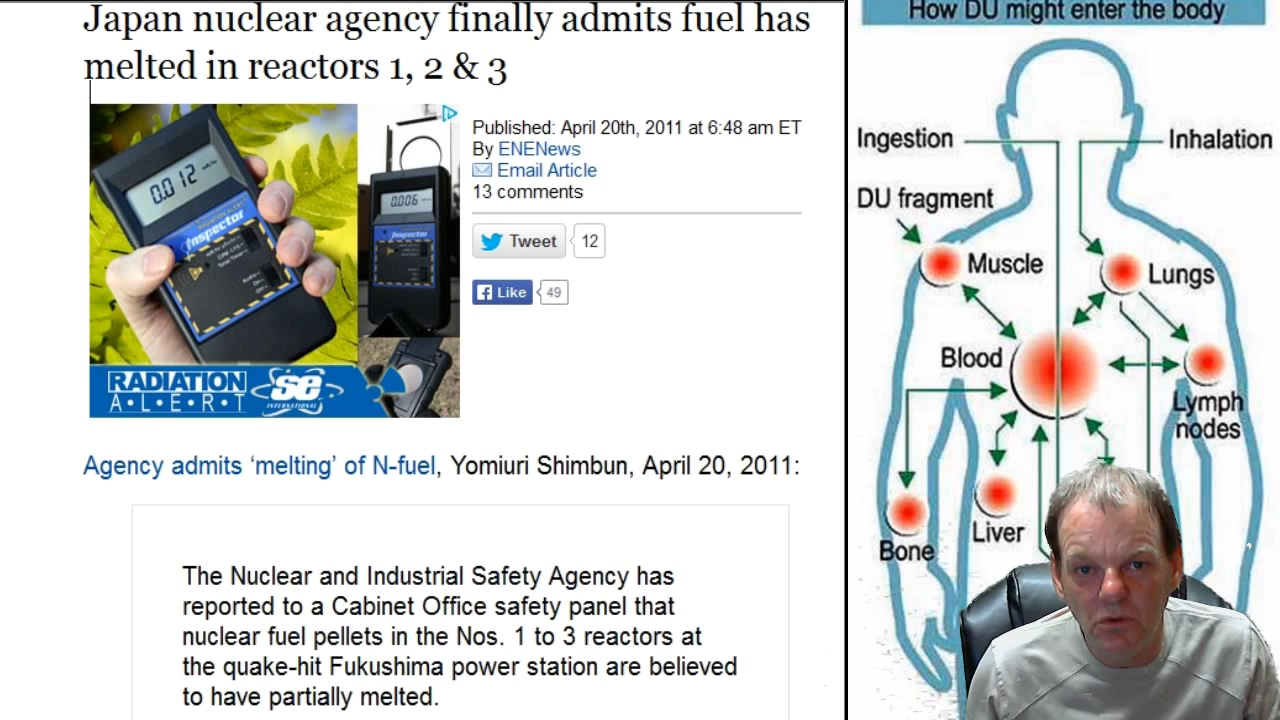 Japan nuclear agency finally admits fuel has
melted in reactors 1, 2 & 3
0.012
Inspector
0.006
Inspector
RADIATION
A•L•E•R•T
se
INTERNATIONAL
Published: April 20th, 2011 at 6:48 am ET
By ENENews
Email Article
13 comments
Tweet 12
Like 49
Agency admits ‘melting’ of N-fuel, Yomiuri Shimbun, April 20, 2011:
The Nuclear and Industrial Safety Agency has
reported to a Cabinet Office safety panel that
nuclear fuel pellets in the Nos. 1 to 3 reactors at
the quake-hit Fukushima power station are believed
to have partially melted.
How DU might enter the body
Ingestion
Inhalation
DU fragment
Muscle
Lungs
Blood
Lymph
nodes
Liver
Bone